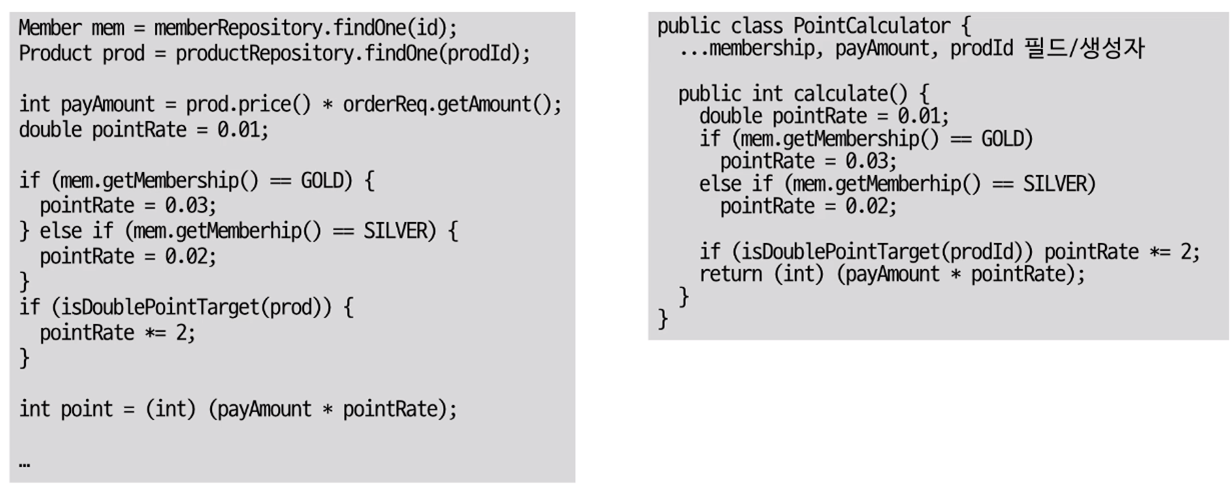 Member mem = memberRepository.findOne(id);
Product prod = productRepository.findOne(prodId);

int payAmount = prod.price() * orderReq.getAmount();
double pointRate = 0.01;

if (mem.getMembership() == GOLD) {
  pointRate = 0.03;
} else if (mem.getMemberhip() == SILVER) {
  pointRate = 0.02;
}
if (isDoublePointTarget(prod)) {
  pointRate *= 2;
}

int point = (int) (payAmount * pointRate);

…

public class PointCalculator {
  ...membership, payAmount, prodId 필드/생성자

  public int calculate() {
    double pointRate = 0.01;
    if (mem.getMembership() == GOLD)
      pointRate = 0.03;
    else if (mem.getMemberhip() == SILVER)
      pointRate = 0.02;

    if (isDoublePointTarget(prodId)) pointRate *= 2;
    return (int) (payAmount * pointRate);
  }
}